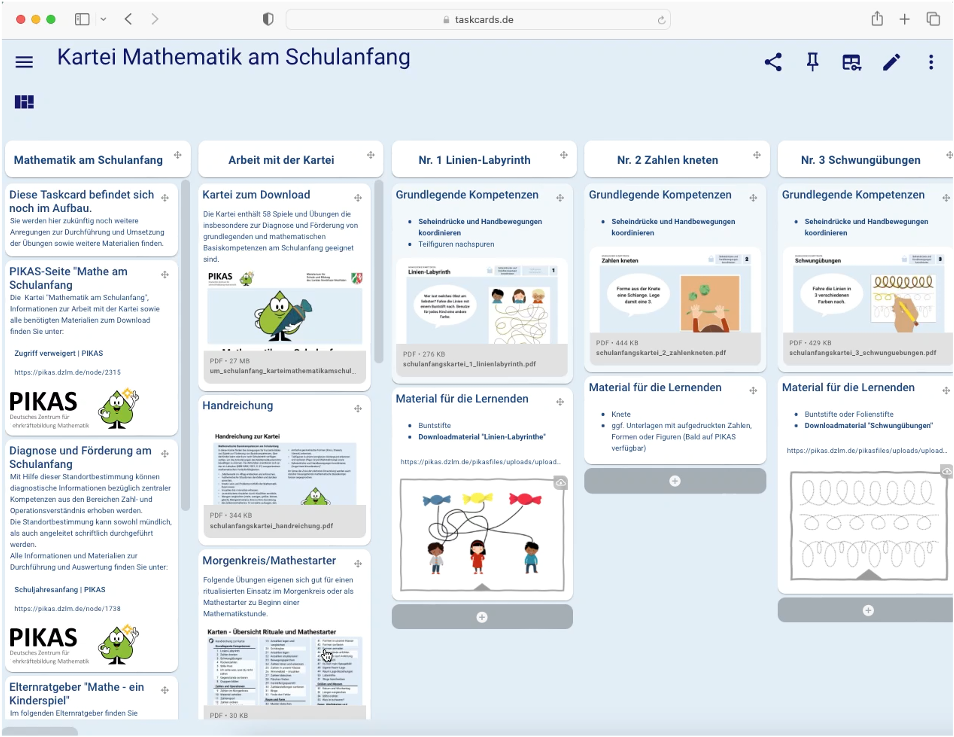 taskcards.de
Kartei Mathematik am Schulanfang
Mathematik am Schulanfang
Diese Taskcard befindet sich
noch im Aufbau.
Sie werden hier zukünftig noch weitere
Anregungen zur Durchführung und Umsetzung
der Übungen sowie weitere Materialien finden.
PIKAS-Seite "Mathe am
Schulanfang
Die Kartei "Mathematik am Schulanfang",
Informationen zur Arbeit mit der Kartei sowie
alle benötigten Materialien zum Download
finden Sie unter:
Zugriff verweigert | PIKAS
https://pikas.dzlm.de/node/2315
PIKAS
Deutsches Zentrum für
Lehrkräftebildung Mathematik
Diagnose und Förderung am
Schulanfang
Mit Hilfe dieser Standortbestimmung können
diagnostische Informationen bezüglich zentraler
Kompetenzen aus den Bereichen Zahl- und
Operationsverständnis erhoben werden.
Die Standortbestimmung kann sowohl mündlich,
als auch angeleitet schriftlich durchgeführt
werden.
Alle Informationen und Materialien zur
Durchführung und Auswertung finden Sie unter:
Schuljahresanfang | PIKAS
https://pikas.dzlm.de/node/1738
PIKAS
Deutsches Zentrum für
Lehrkräftebildung Mathematik
Elternratgeber "Mathe - ein
Kinderspiel"
Im folgenden Elternratgeber finden Sie
Arbeit mit der Kartei
Kartei zum Download
Die Kartei enthält 58 Spiele und Übungen die
insbesondere zur Diagnose und Förderung von
grundlegenden und mathematischen
Basiskompetenzen am Schulanfang geeignet
sind.
PIKAS
PDF • 27 MB
um_schulanfang_karteimathematikamschul_
Handreichung
Handreichung zur Kartei
PDF • 344 KB
schulanfangskartei_handreichung.pdf
Morgenkreis/Mathestarter
Folgende Übungen eigenen sich gut für einen
ritualisierten Einsatz im Morgenkreis oder als
Mathestarter zu Beginn einer
Mathematikstunde.
Karten - Übersicht Rituale und Mathestarter
PDF • 30 KB
Nr. 1 Linien-Labyrinth
Grundlegende Kompetenzen
• Seheindrücke und Handbewegungen
koordinieren
• Teilfiguren nachspuren
Linien-Labyrinth
1
PDF • 276 KB
schulanfangskartei_1_linienlabyrinth.pdf
Material für die Lernenden
• Buntstifte
• Downloadmaterial "Linien-Labyrinthe"
https://pikas.dzlm.de/pikasfiles/uploads/upload...
Nr. 2 Zahlen kneten
Grundlegende Kompetenzen
• Seheindrücke und Handbewegungen
koordinieren
Zahlen kneten
2
Forme aus der Knete
eine Schlange. Lege
damit eine 3.
PDF • 444 KB
schulanfangskartei_2_zahlenkneten.pdf
Material für die Lernenden
• Knete
• ggf. Unterlagen mit aufgedruckten Zahlen,
Formen oder Figuren (Bald auf PIKAS
verfügbar)
Nr. 3 Schwungübungen
Grundlegende Kompetenzen
• Seheindrücke und Handbewegungen
koordinieren
Schwungübungen
3
Fahre die Linien in
3 verschiedenen
Farben nach.
PDF • 429 KB
schulanfangskartei_3_schwunguebungen.pdf
Material für die Lernenden
• Buntstifte oder Folienstifte
• Downloadmaterial "Schwungübungen"
https://pikas.dzlm.de/pikasfiles/uploads/upload...